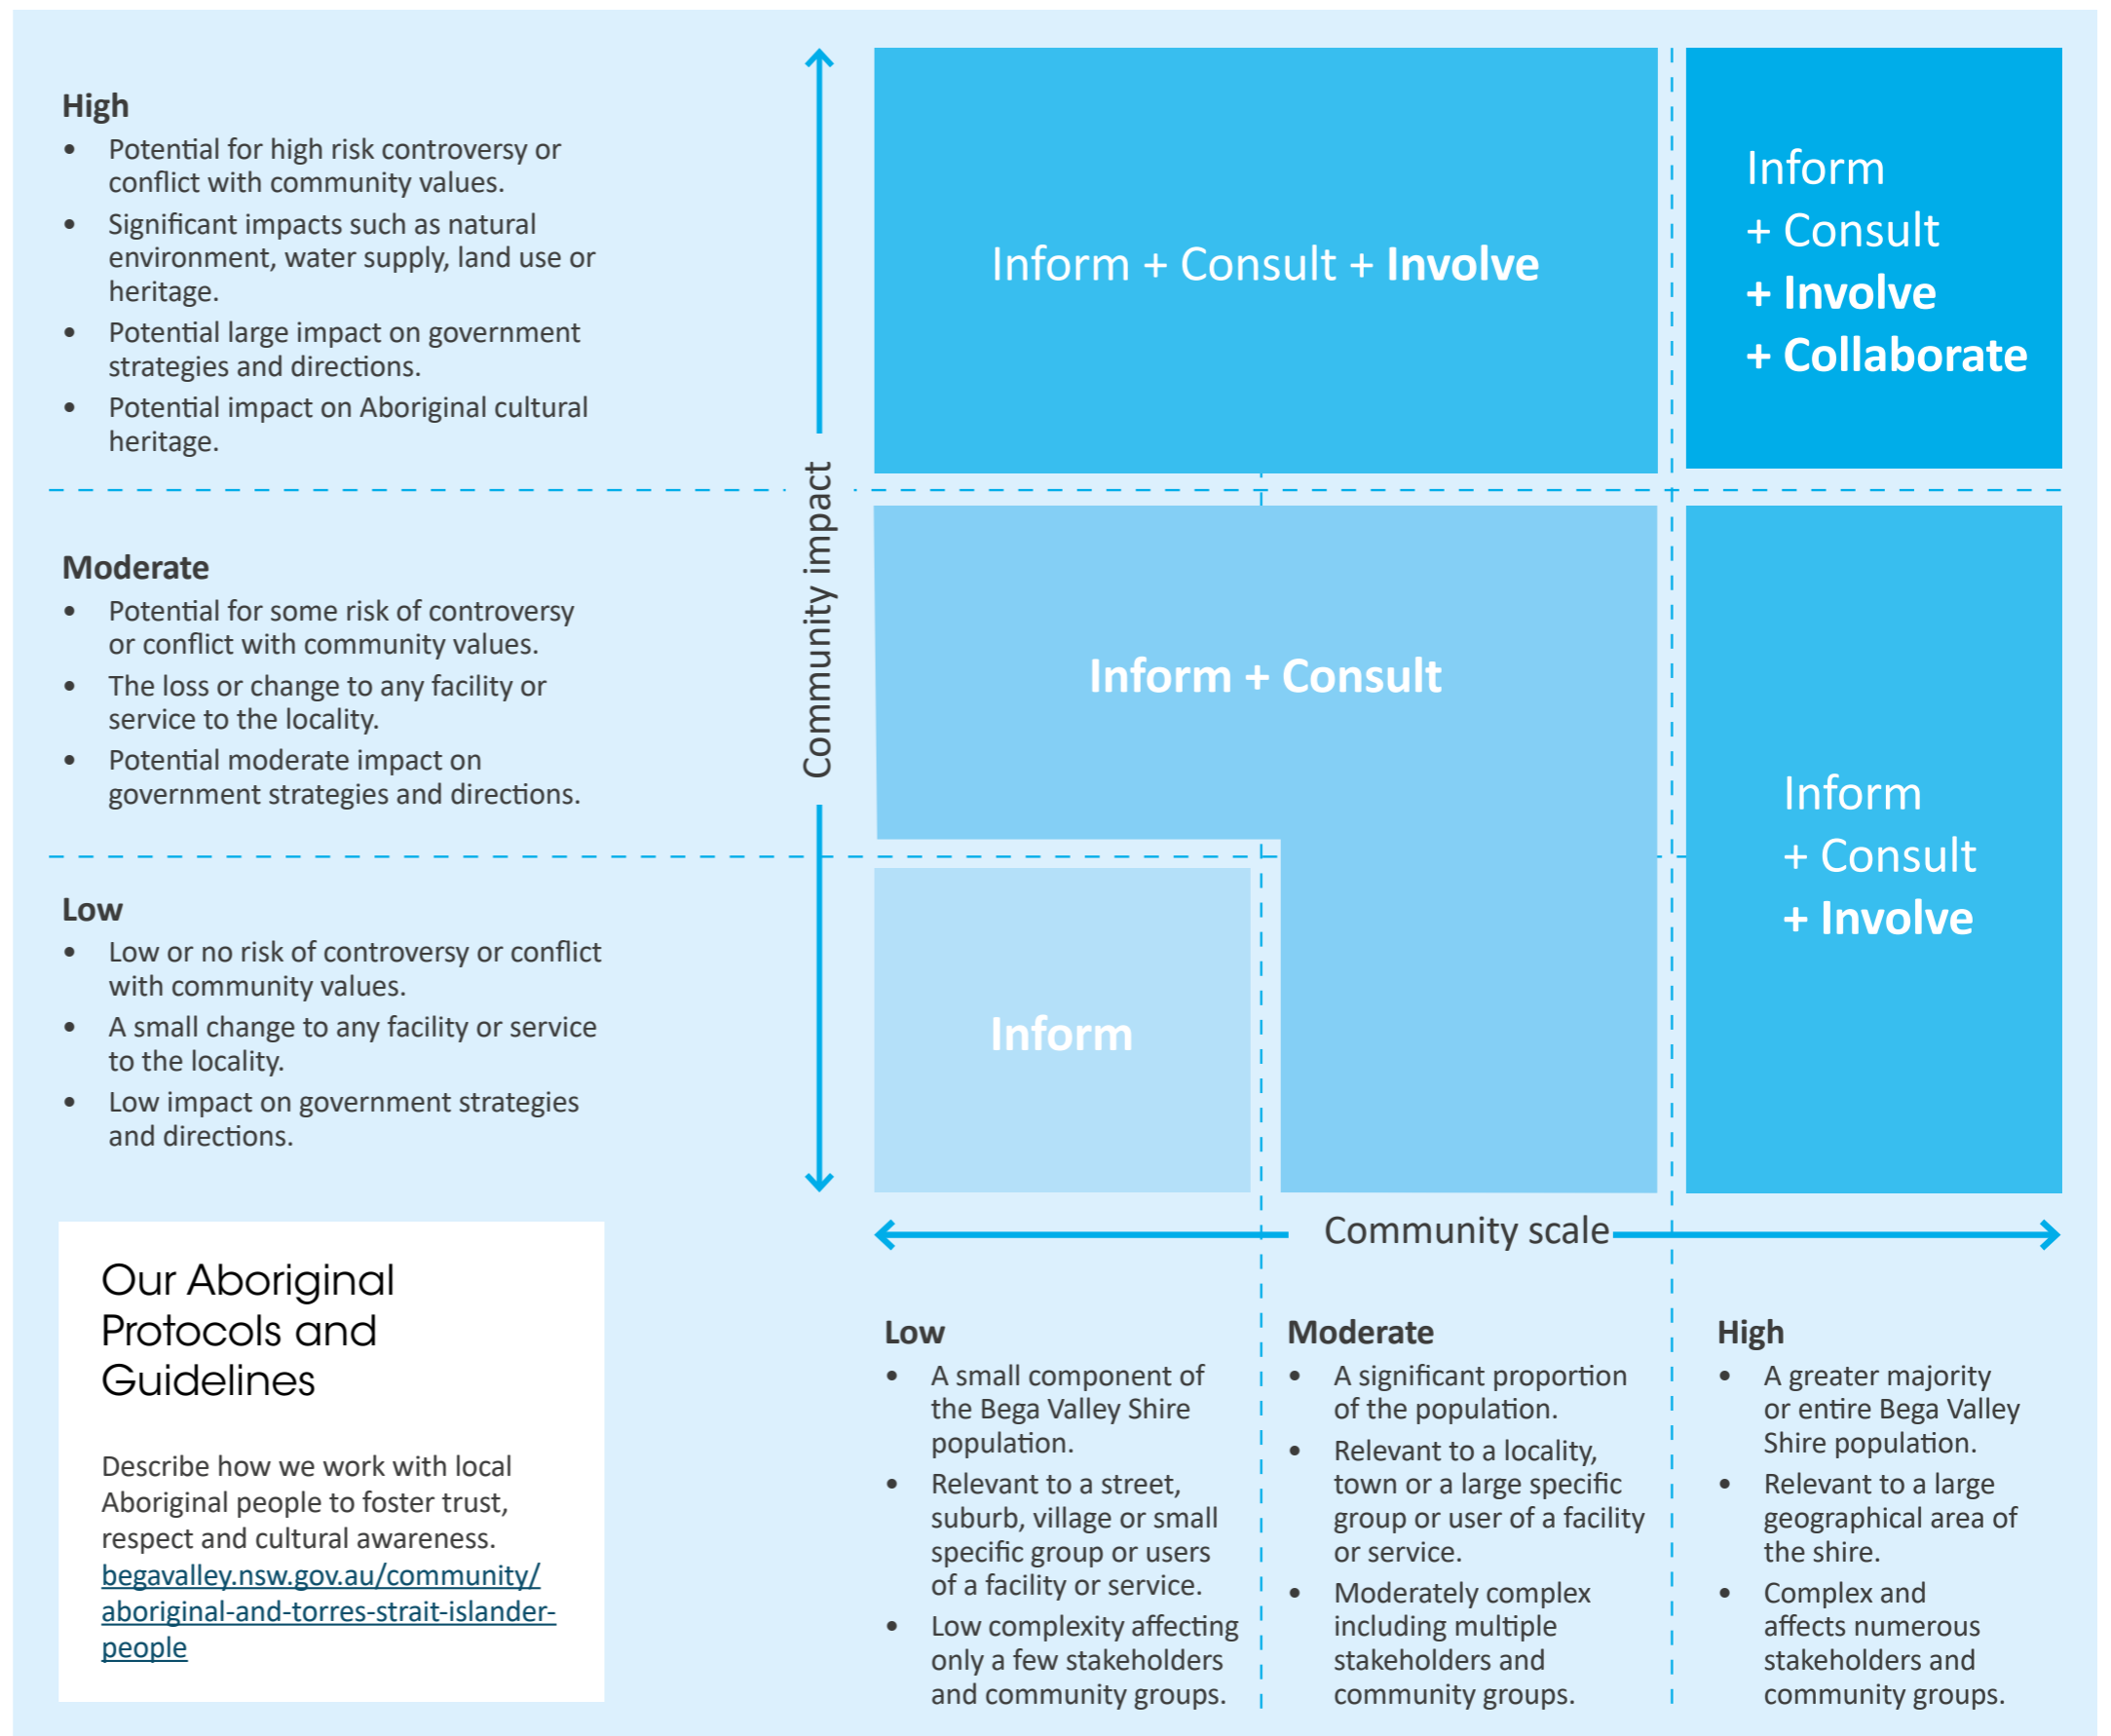 High
• Potential for high risk controversy or
conflict with community values.
• Significant impacts such as natural
environment, water supply, land use or
heritage.
• Potential large impact on government
strategies and directions.
• Potential impact on Aboriginal cultural
heritage.
Moderate
• Potential for some risk of controversy
or conflict with community values.
• The loss or change to any facility or
service to the locality.
• Potential moderate impact on
government strategies and directions.
Low
• Low or no risk of controversy or conflict
with community values.
• A small change to any facility or service
to the locality.
• Low impact on government strategies
and directions.
Community impact
Inform + Consult + Involve
Inform
+ Consult
+ Involve
+ Collaborate
Inform + Consult
Inform
+ Consult
+ Involve
Inform
Community scale
Low
• A small component of
the Bega Valley Shire
population.
• Relevant to a street,
suburb, village or small
specific group or users
of a facility or service.
• Low complexity affecting
only a few stakeholders
and community groups.
Moderate
• A significant proportion
of the population.
• Relevant to a locality,
town or a large specific
group or user of a facility
or service.
• Moderately complex
including multiple
stakeholders and
community groups.
High
• A greater majority
or entire Bega Valley
Shire population.
• Relevant to a large
geographical area of
the shire.
• Complex and
affects numerous
stakeholders and
community groups.
Our Aboriginal
Protocols and
Guidelines
Describe how we work with local
Aboriginal people to foster trust,
respect and cultural awareness.
begavalley.nsw.gov.au/community/
aboriginal-and-torres-strait-islander-
people